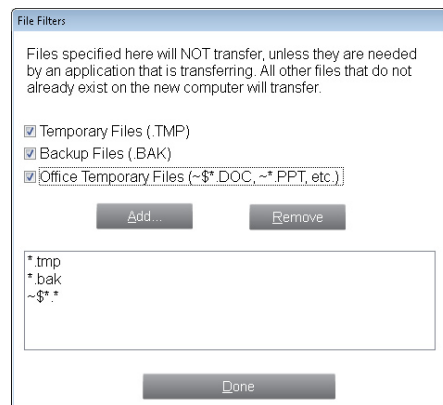 File Filters
Files specified here will NOT transfer, unless they are needed
by an application that is transferring. All other files that do not
already exist on the new computer will transfer.
Temporary Files (.TMP)
Backup Files (.BAK)
Office Temporary Files (~$*.DOC, ~*.PPT, etc.)
Add... Remove
*.tmp
*.bak
~$*.*
Done